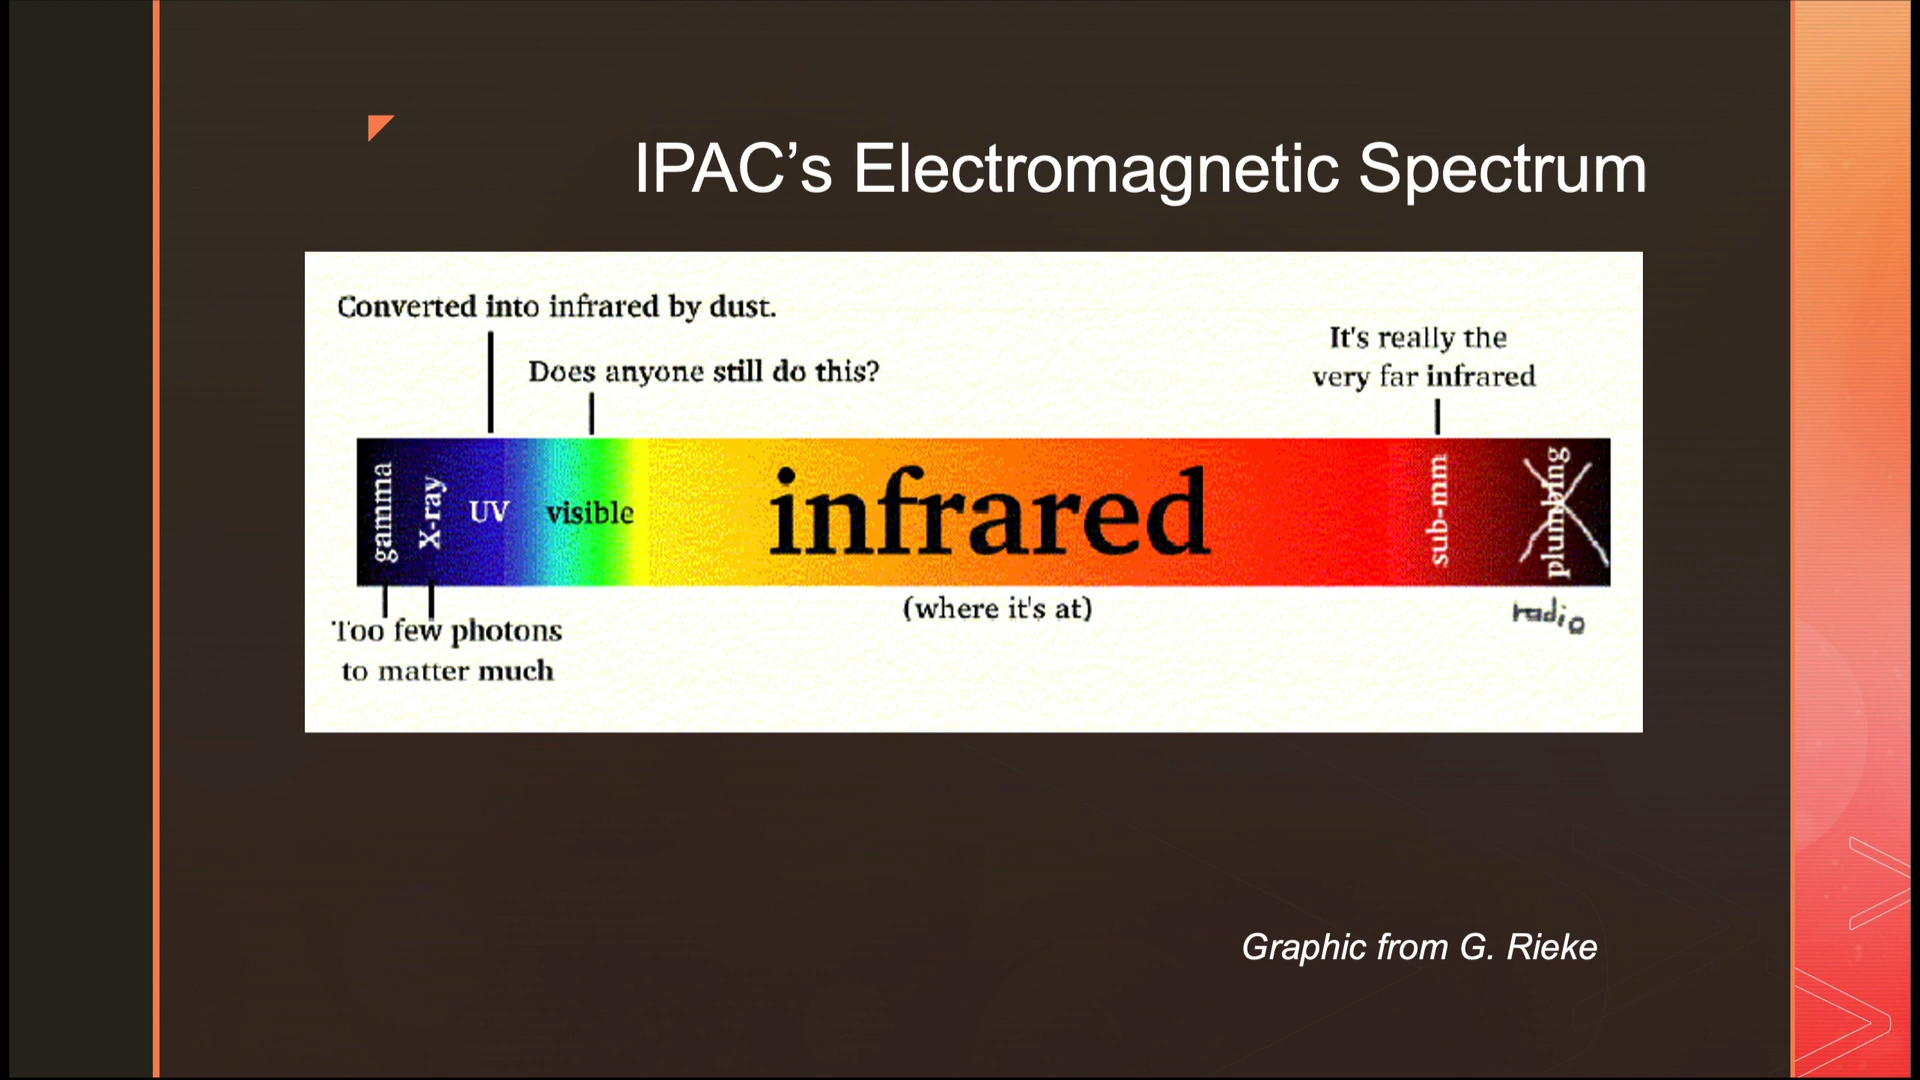 IPAC’s Electromagnetic Spectrum
Converted into infrared by dust.
Does anyone still do this?
It's really the
very far infrared
gamma
X-ray
UV
visible
infrared
sub-mm
plumbing
(where it's at)
radio
Too few photons
to matter much
Graphic from G. Rieke